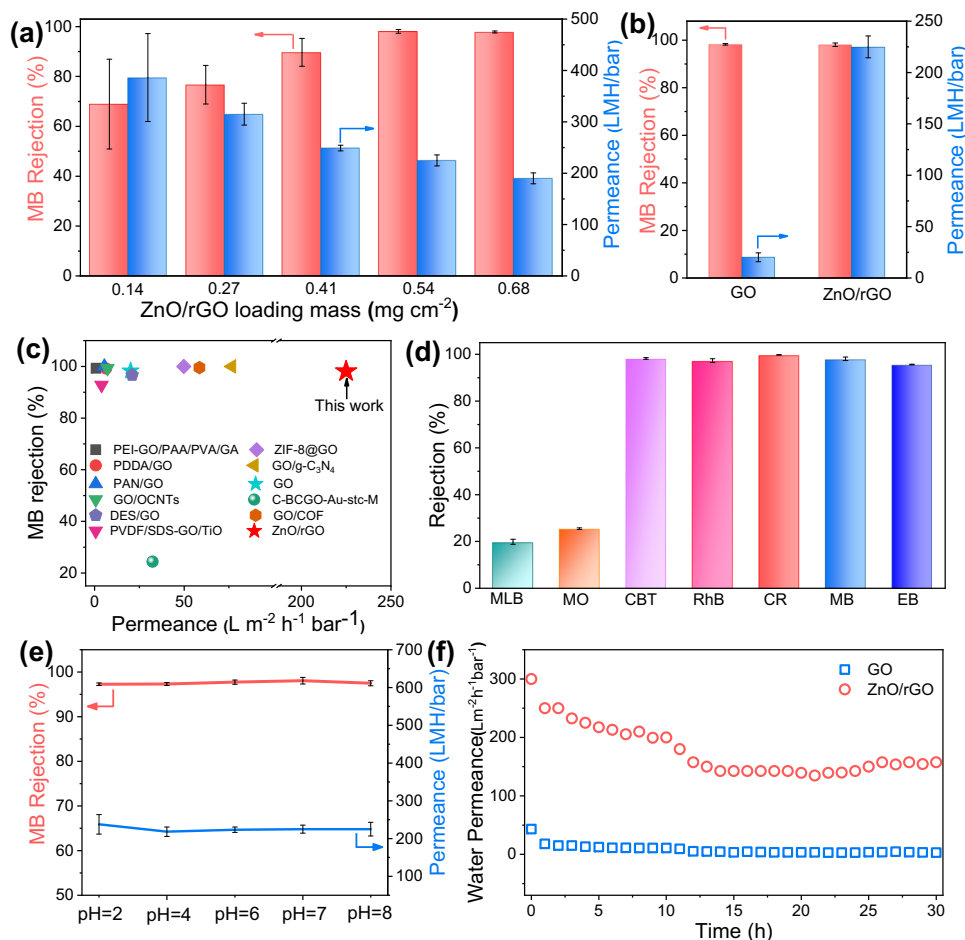 (a)
MB Rejection (%)
100
80
60
40
20
0
500
400
300
200
100
0
Permeance (LMH/bar)
0.14 0.27 0.41 0.54 0.68
ZnO/rGO loading mass (mg cm-2)
(b)
MB Rejection (%)
100
80
60
40
20
0
250
200
150
100
50
0
Permeance (LMH/bar)
GO ZnO/rGO
(c)
MB rejection (%)
120
100
80
60
40
20
This work
PEI-GO/PAA/PVA/GA
PDDA/GO
PAN/GO
GO/OCNTs
DES/GO
PVDF/SDS-GO/TiO
ZIF-8@GO
GO/g-C3N4
GO
C-BCGO-Au-stc-M
GO/COF
ZnO/rGO
0 50 200 250
Permeance (L m-2 h-1 bar-1)
(d)
Rejection (%)
100
80
60
40
20
0
MLB MO CBT RhB CR MB EB
(e)
MB Rejection (%)
100
95
90
85
80
75
70
65
60
55
50
700
600
500
400
300
200
100
Permeance (LMH/bar)
pH=2 pH=4 pH=6 pH=7 pH=8
(f)
Water Permeance(Lm-2h-1bar-1)
300
200
100
0
GO
ZnO/rGO
0 5 10 15 20 25 30
Time (h)